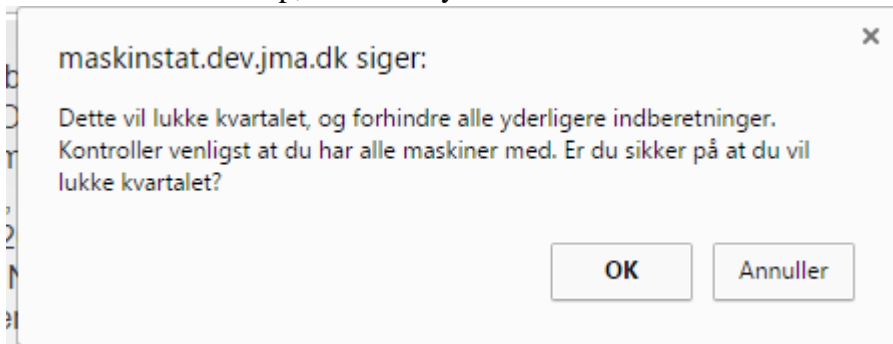 maskinstat.dev.jma.dk siger:
Dette vil lukke kvartalet, og forhindre alle yderligere indberetninger.
Kontroller venligst at du har alle maskiner med. Er du sikker på at du vil
lukke kvartalet?
OK Annuller